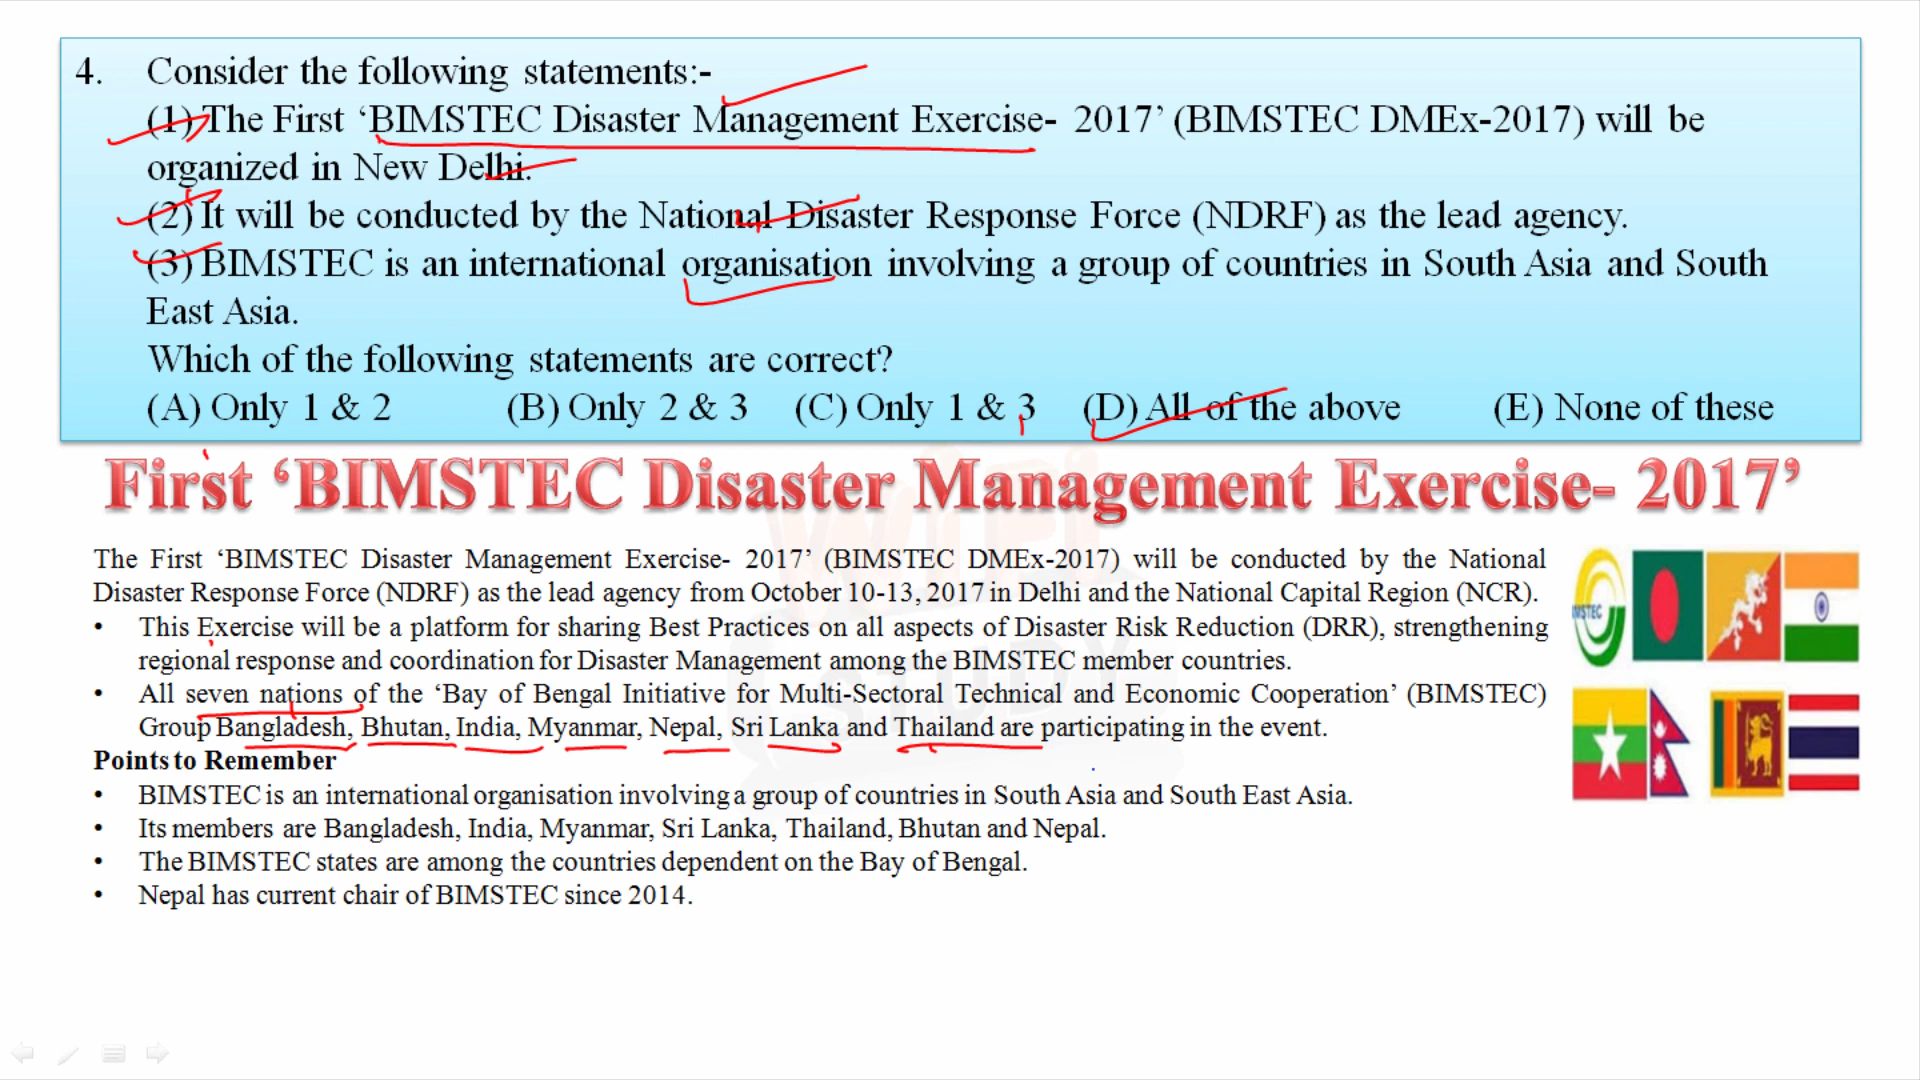 4. Consider the following statements:-
(1) The First ‘BIMSTEC Disaster Management Exercise- 2017’ (BIMSTEC DMEx-2017) will be
organized in New Delhi.
(2) It will be conducted by the National Disaster Response Force (NDRF) as the lead agency.
(3) BIMSTEC is an international organisation involving a group of countries in South Asia and South
East Asia.
Which of the following statements are correct?
(A) Only 1 & 2 (B) Only 2 & 3 (C) Only 1 & 3 (D) All of the above (E) None of these
First ‘BIMSTEC Disaster Management Exercise- 2017’
The First ‘BIMSTEC Disaster Management Exercise- 2017’ (BIMSTEC DMEx-2017) will be conducted by the National
Disaster Response Force (NDRF) as the lead agency from October 10-13, 2017 in Delhi and the National Capital Region (NCR).
• This Exercise will be a platform for sharing Best Practices on all aspects of Disaster Risk Reduction (DRR), strengthening
regional response and coordination for Disaster Management among the BIMSTEC member countries.
• All seven nations of the ‘Bay of Bengal Initiative for Multi-Sectoral Technical and Economic Cooperation’ (BIMSTEC)
Group Bangladesh, Bhutan, India, Myanmar, Nepal, Sri Lanka and Thailand are participating in the event.
Points to Remember
• BIMSTEC is an international organisation involving a group of countries in South Asia and South East Asia.
• Its members are Bangladesh, India, Myanmar, Sri Lanka, Thailand, Bhutan and Nepal.
• The BIMSTEC states are among the countries dependent on the Bay of Bengal.
• Nepal has current chair of BIMSTEC since 2014.
WiFi
STUDY